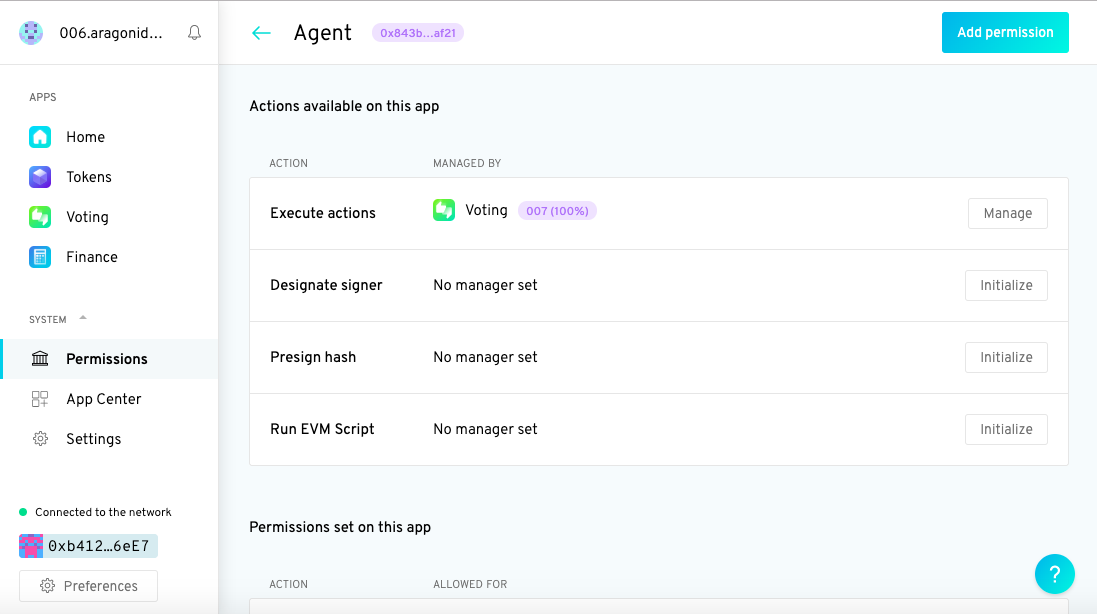 006.aragonid...
APPS
Home
Tokens
Voting
Finance
SYSTEM
Permissions
App Center
Settings
Connected to the network
0xb412…6eE7
Preferences
Agent
0x843b…af21
Add permission
Actions available on this app
ACTION MANAGED BY
Execute actions Voting 007 (100%) Manage
Designate signer No manager set Initialize
Presign hash No manager set Initialize
Run EVM Script No manager set Initialize
Permissions set on this app
ACTION ALLOWED FOR
?